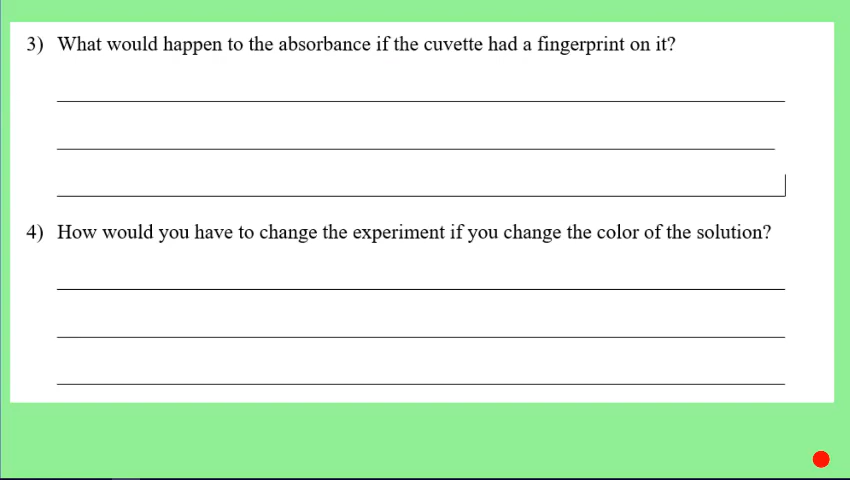 3) What would happen to the absorbance if the cuvette had a fingerprint on it?
4) How would you have to change the experiment if you change the color of the solution?